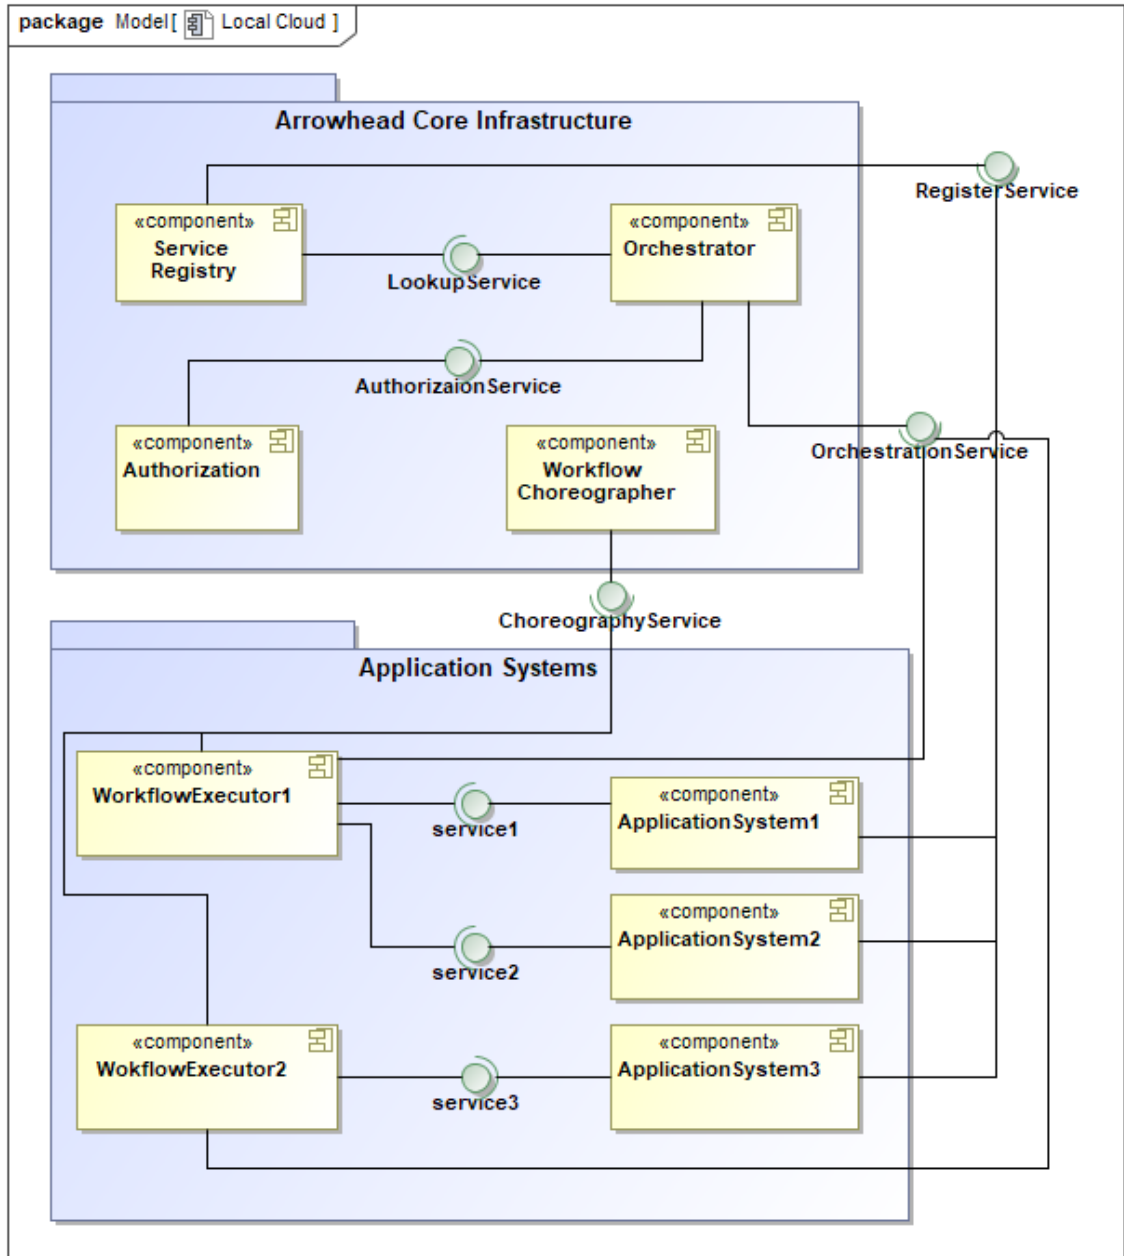 package Model [ Local Cloud ]
Arrowhead Core Infrastructure
RegisterService
«component»
Service
Registry
LookupService
«component»
Orchestrator
AuthorizaionService
«component»
Authorization
«component»
Workflow
Choreographer
OrchestrationService
ChoreographyService
Application Systems
«component»
WorkflowExecutor1
service1
«component»
ApplicationSystem1
service2
«component»
ApplicationSystem2
«component»
WokflowExecutor2
service3
«component»
ApplicationSystem3